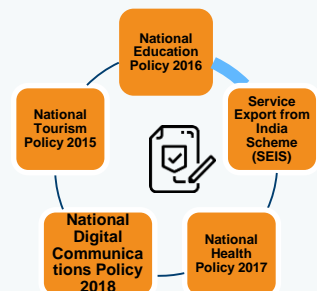 National
Education
Policy 2016
Service
Export from
India
Scheme
(SEIS)
National
Health
Policy 2017
National
Digital
Communica
tions Policy
2018
National
Tourism
Policy 2015